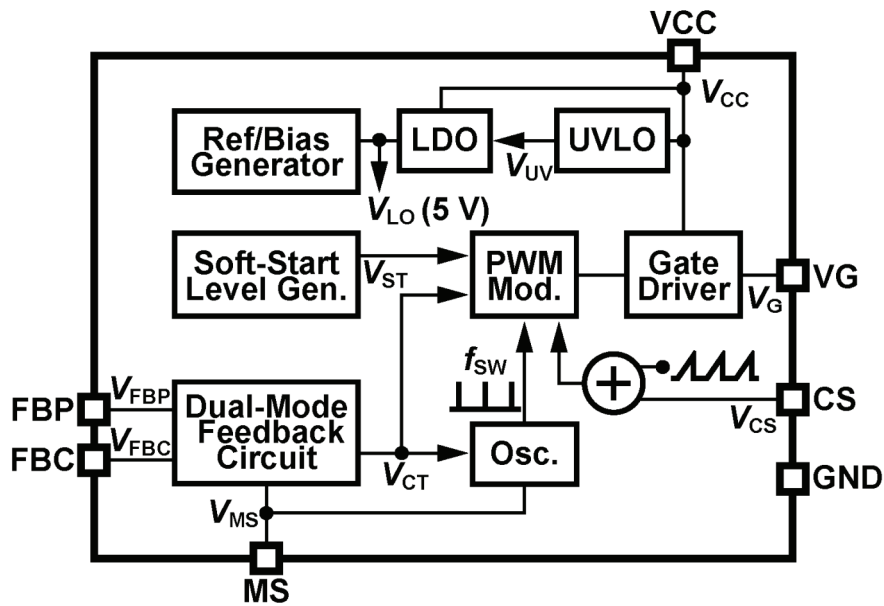 VCC
VCC
Ref/Bias
Generator
LDO
UVLO
VUV
VLO (5 V)
Soft-Start
Level Gen.
VST
PWM
Mod.
Gate
Driver
VG
VG
fSW
FBP
VFBP
Dual-Mode
Feedback
Circuit
+
CS
VCS
FBC
VFBC
VCT
Osc.
GND
VMS
MS